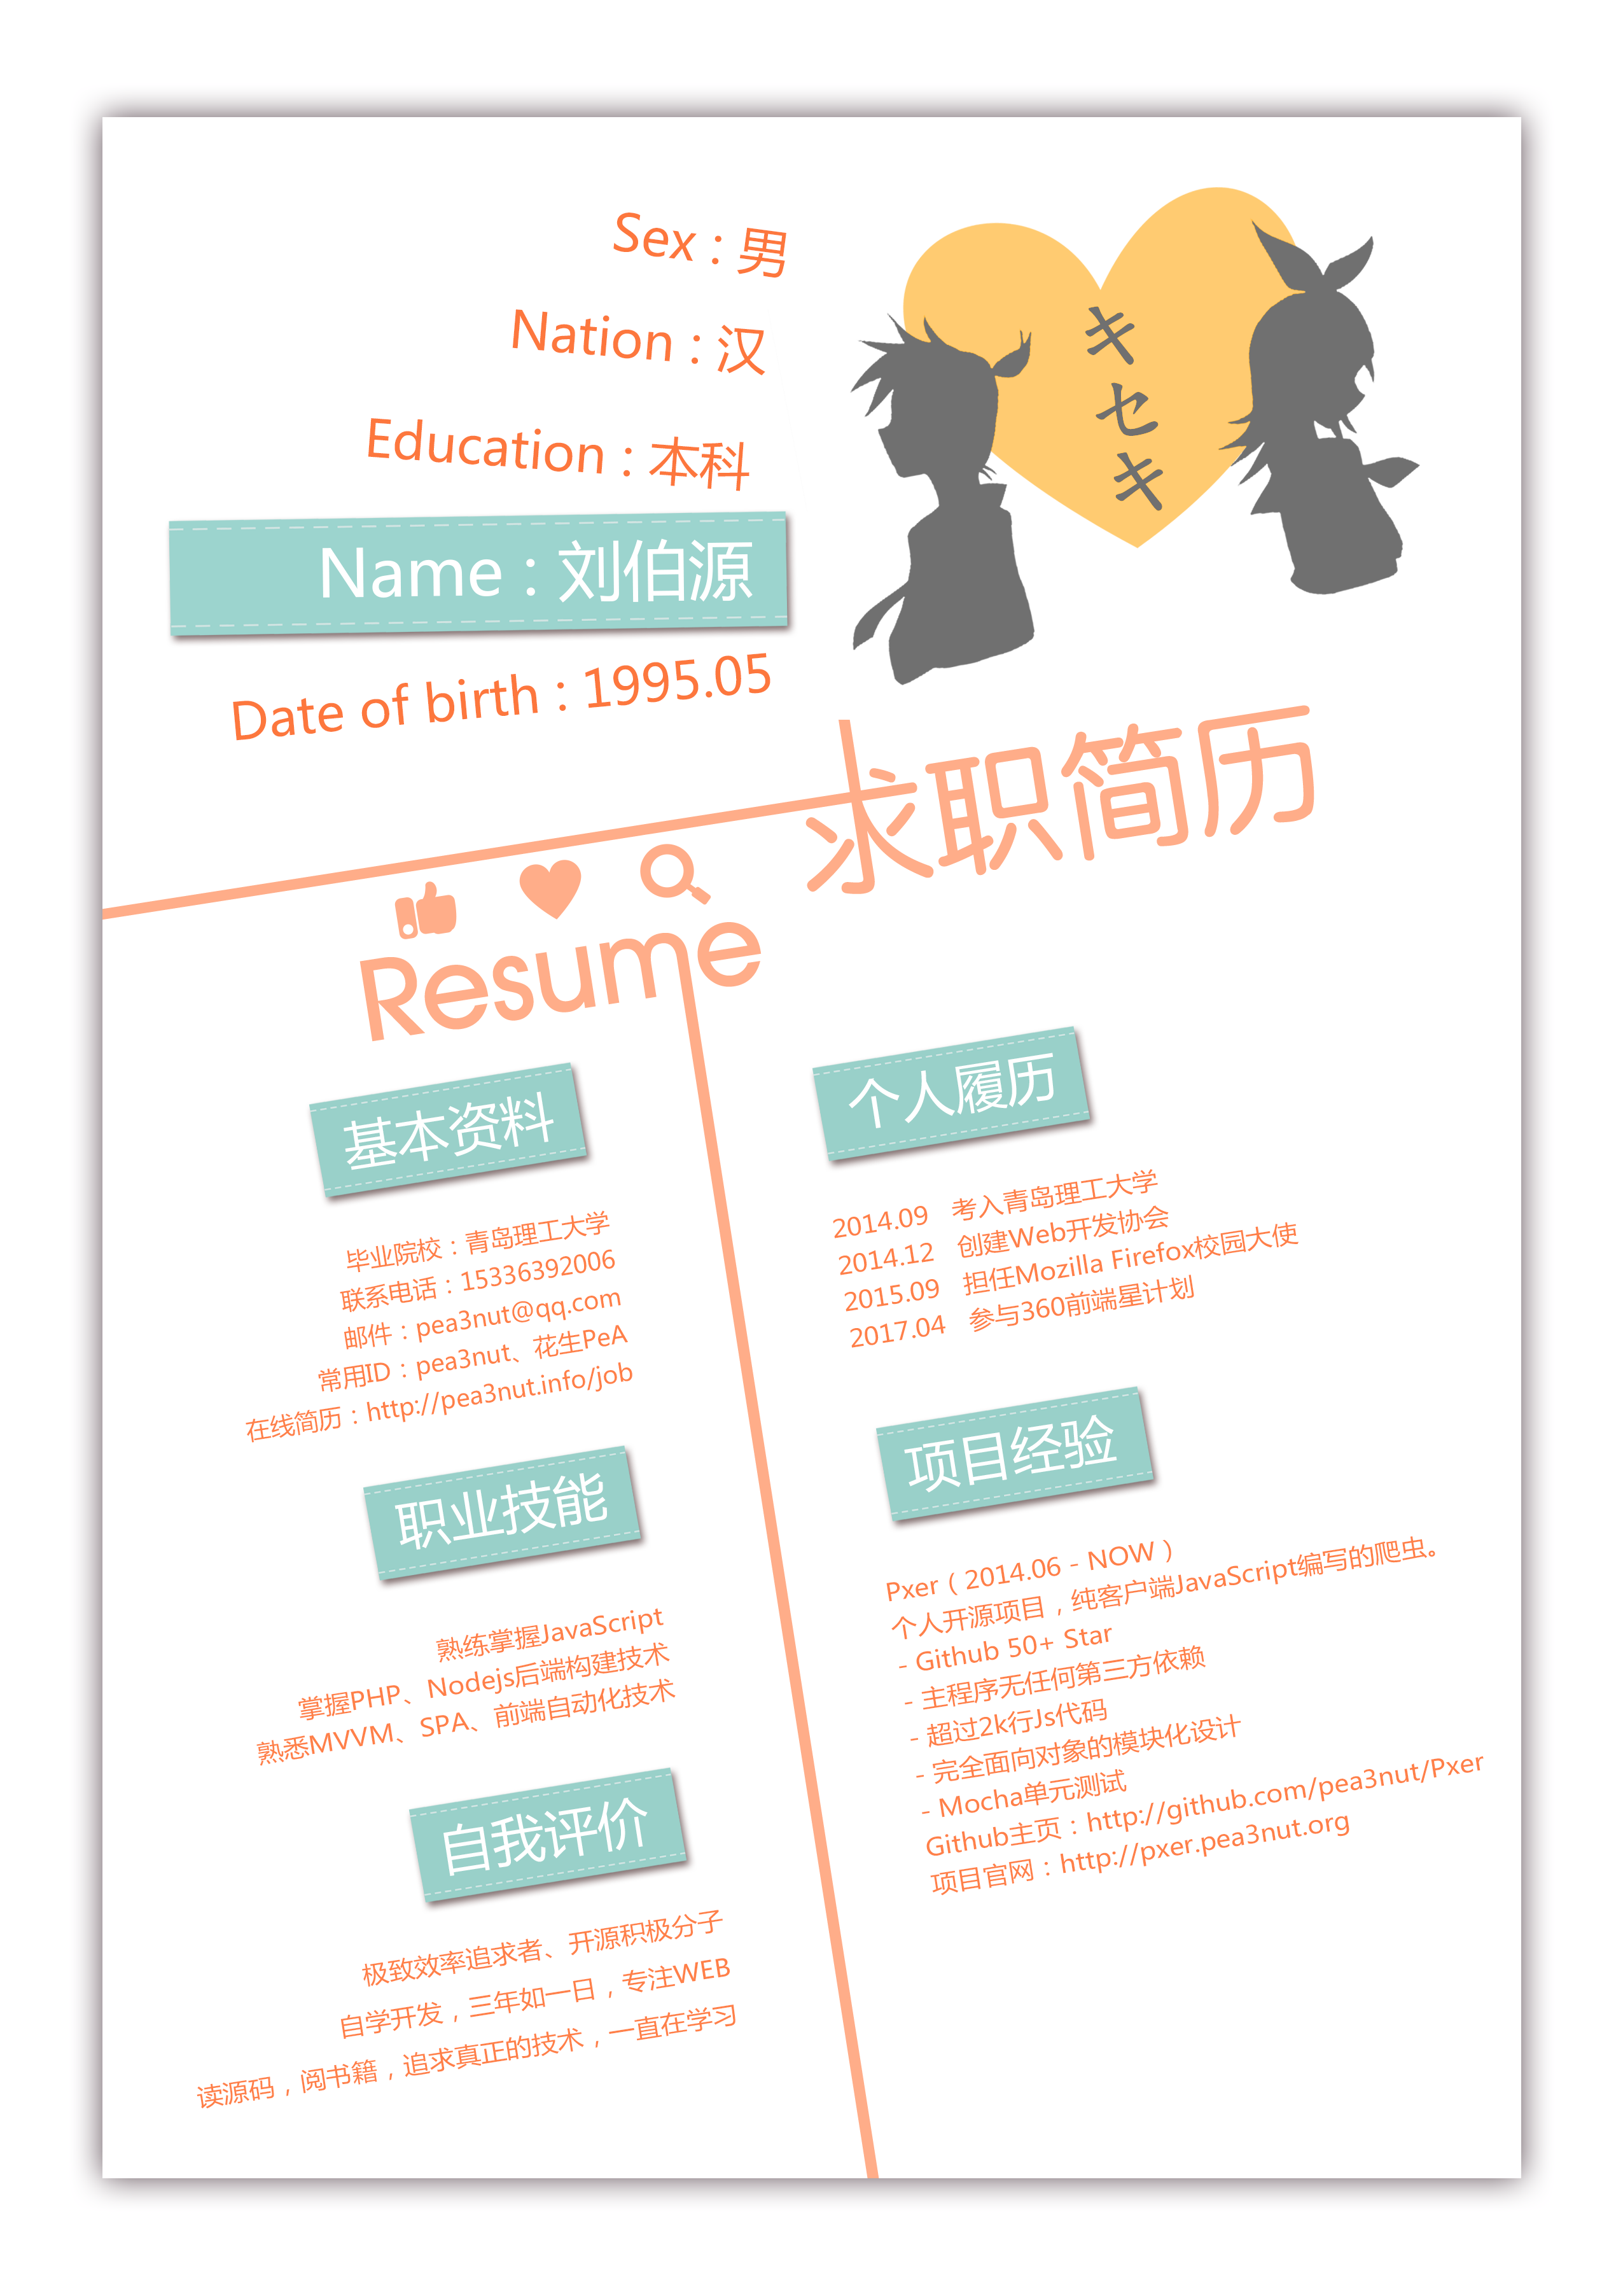 Sex：男
Nation：汉
Education：本科
Name：刘伯源
Date of birth：1995.05
キセキ
求职简历
Resume
基本资料
毕业院校：青岛理工大学
联系电话：15336392006
邮件：pea3nut@qq.com
常用ID：pea3nut、花生PeA
在线简历：http://pea3nut.info/job
职业技能
熟练掌握JavaScript
掌握PHP、Nodejs后端构建技术
熟悉MVVM、SPA、前端自动化技术
自我评价
极致效率追求者、开源积极分子
自学开发，三年如一日，专注WEB
读源码，阅书籍，追求真正的技术，一直在学习
个人履历
2014.09 考入青岛理工大学
2014.12 创建Web开发协会
2015.09 担任Mozilla Firefox校园大使
2017.04 参与360前端星计划
项目经验
Pxer（2014.06 - NOW）
个人开源项目，纯客户端JavaScript编写的爬虫。
- Github 50+ Star
- 主程序无任何第三方依赖
- 超过2k行Js代码
- 完全面向对象的模块化设计
- Mocha单元测试
Github主页：http://github.com/pea3nut/Pxer
项目官网：http://pxer.pea3nut.org